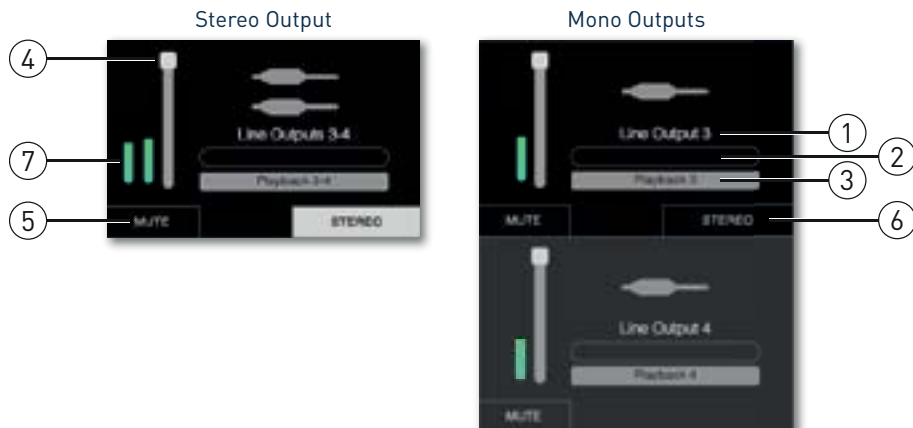 Stereo Output
Mono Outputs
4
7
5
Line Outputs 3-4
Playback 3-4
MUTE
STEREO
Line Output 3
Playback 3
MUTE
STEREO
1
2
3
6
Line Output 4
Playback 4
MUTE